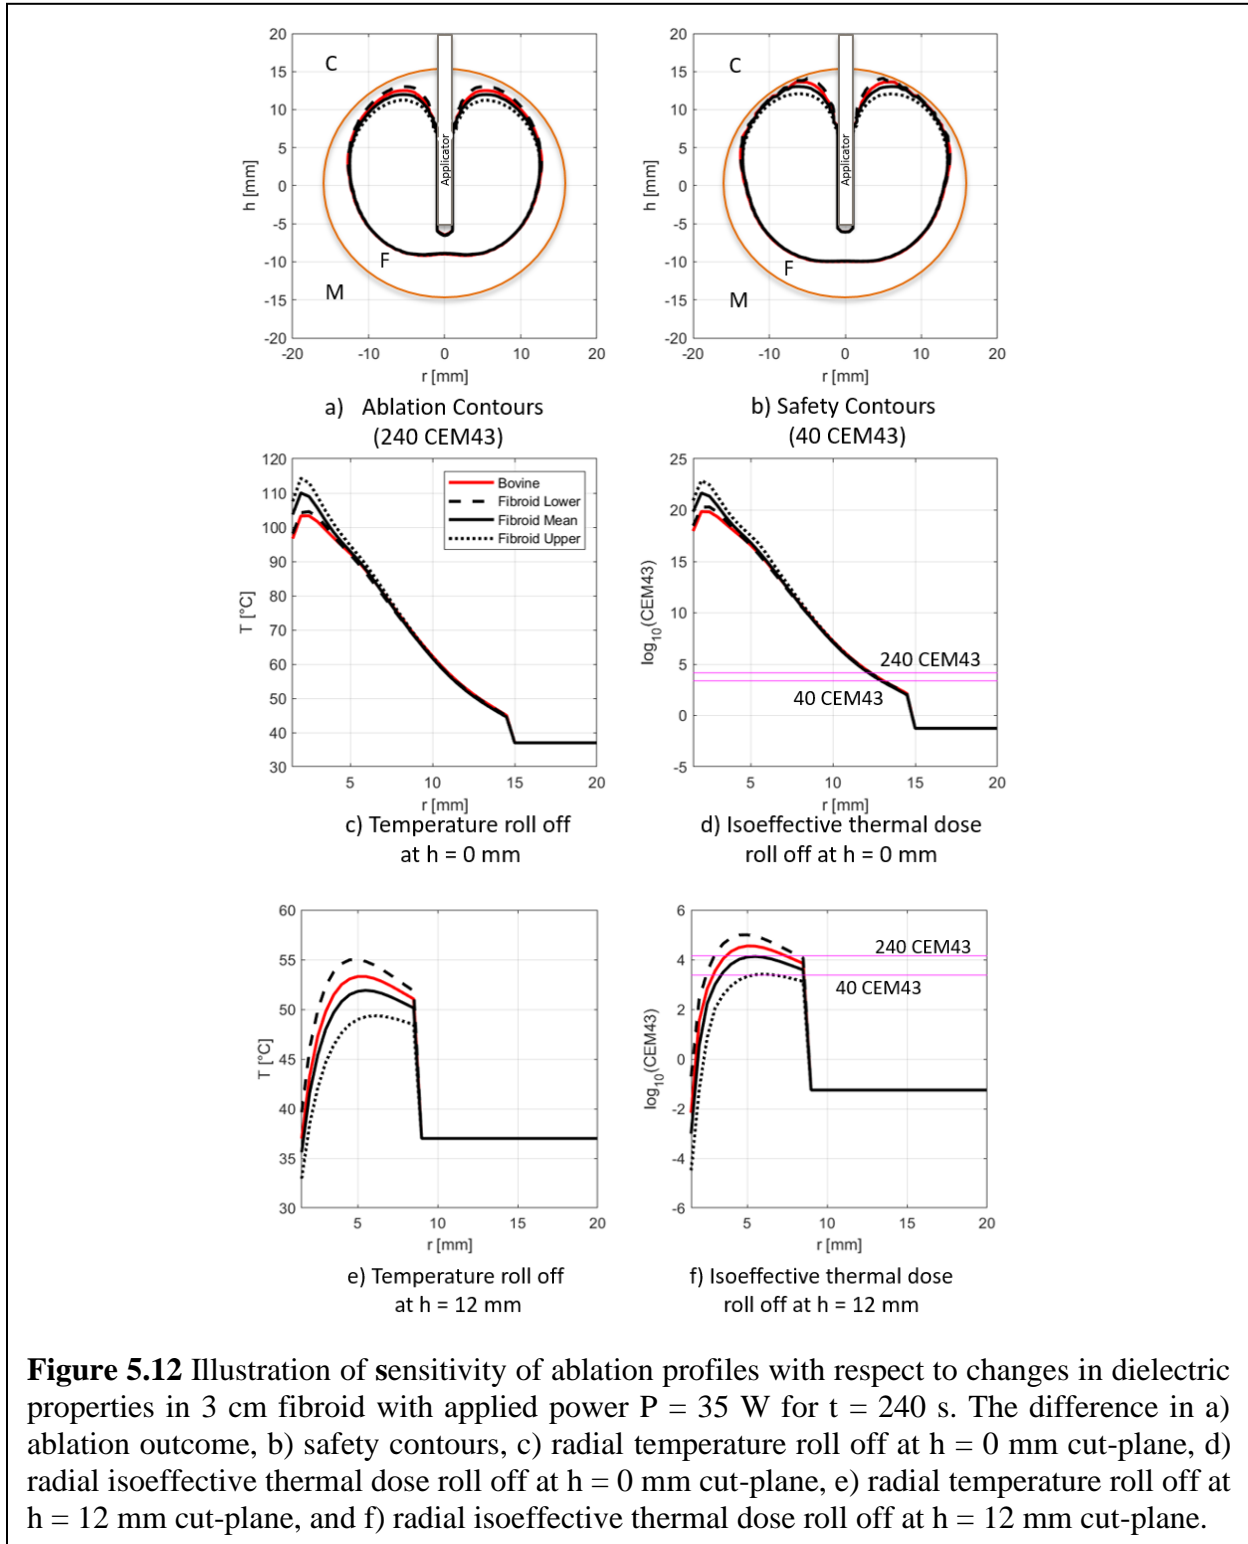 20
15
10
5
0
-5
-10
-15
-20
h [mm]
C
F
M
Applicator
-20 -10 0 10 20
r [mm]
a) Ablation Contours
(240 CEM43)
20
15
10
5
0
-5
-10
-15
-20
h [mm]
C
F
M
Applicator
-20 -10 0 10 20
r [mm]
b) Safety Contours
(40 CEM43)
120
110
100
90
80
70
60
50
40
30
T [°C]
Bovine
Fibroid Lower
Fibroid Mean
Fibroid Upper
5 10 15 20
r [mm]
c) Temperature roll off
at h = 0 mm
25
20
15
10
5
0
-5
log10(CEM43)
240 CEM43
40 CEM43
5 10 15 20
r [mm]
d) Isoeffective thermal dose
roll off at h = 0 mm
60
55
50
45
40
35
30
T [°C]
5 10 15 20
r [mm]
e) Temperature roll off
at h = 12 mm
6
4
2
0
-2
-4
-6
log10(CEM43)
240 CEM43
40 CEM43
5 10 15 20
r [mm]
f) Isoeffective thermal dose
roll off at h = 12 mm
Figure 5.12 Illustration of sensitivity of ablation profiles with respect to changes in dielectric
properties in 3 cm fibroid with applied power P = 35 W for t = 240 s. The difference in a)
ablation outcome, b) safety contours, c) radial temperature roll off at h = 0 mm cut-plane, d)
radial isoeffective thermal dose roll off at h = 0 mm cut-plane, e) radial temperature roll off at
h = 12 mm cut-plane, and f) radial isoeffective thermal dose roll off at h = 12 mm cut-plane.